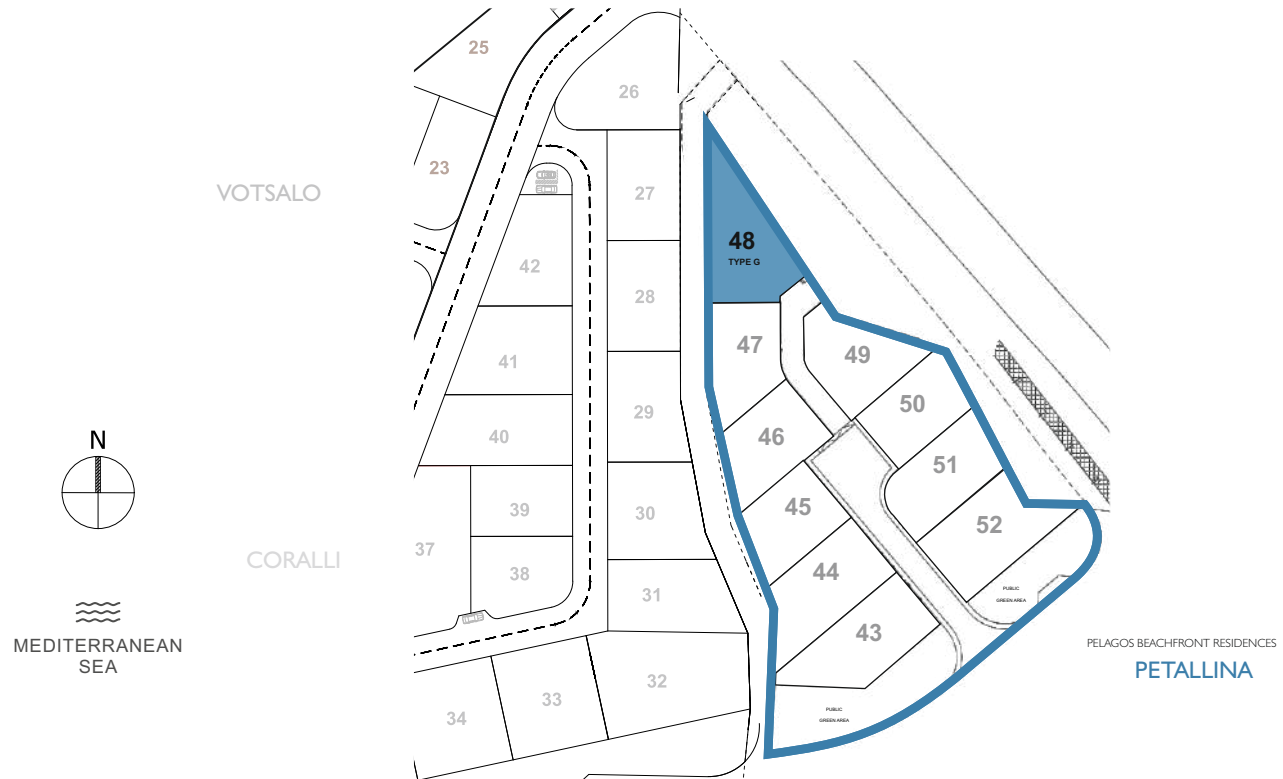 25
26
23
27
VOTSALO
48
TYPE G
42
28
47
49
41
50
29
46
40
N
51
45
39
30
52
37
CORALLI
38
44
31
PUBLIC
GREEN AREA
43
MEDITERRANEAN
SEA
PELAGOS BEACHFRONT RESIDENCES
PETALLINA
32
33
34
PUBLIC
GREEN AREA